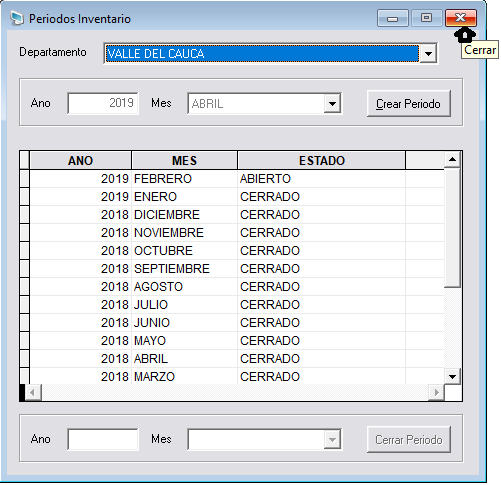 Periodos Inventario
Cerrar
Departamento VALLE DEL CAUCA
Ano 2019 Mes ABRIL Crear Periodo
ANO MES ESTADO
2019 FEBRERO ABIERTO
2019 ENERO CERRADO
2018 DICIEMBRE CERRADO
2018 NOVIEMBRE CERRADO
2018 OCTUBRE CERRADO
2018 SEPTIEMBRE CERRADO
2018 AGOSTO CERRADO
2018 JULIO CERRADO
2018 JUNIO CERRADO
2018 MAYO CERRADO
2018 ABRIL CERRADO
2018 MARZO CERRADO
Ano Mes Cerrar Periodo